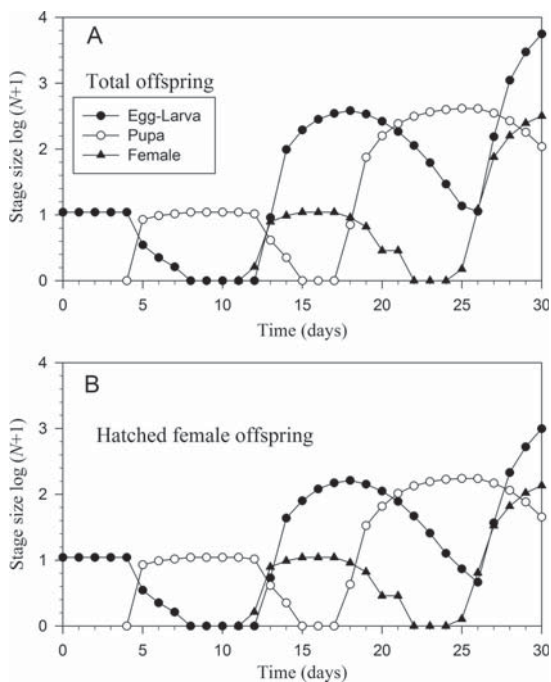 A
Total offspring
Egg-Larva
Pupa
Female
Stage size log (N+1)
4
3
2
1
0
0 5 10 15 20 25 30
Time (days)
B
Hatched female offspring
Stage size log (N+1)
4
3
2
1
0
0 5 10 15 20 25 30
Time (days)